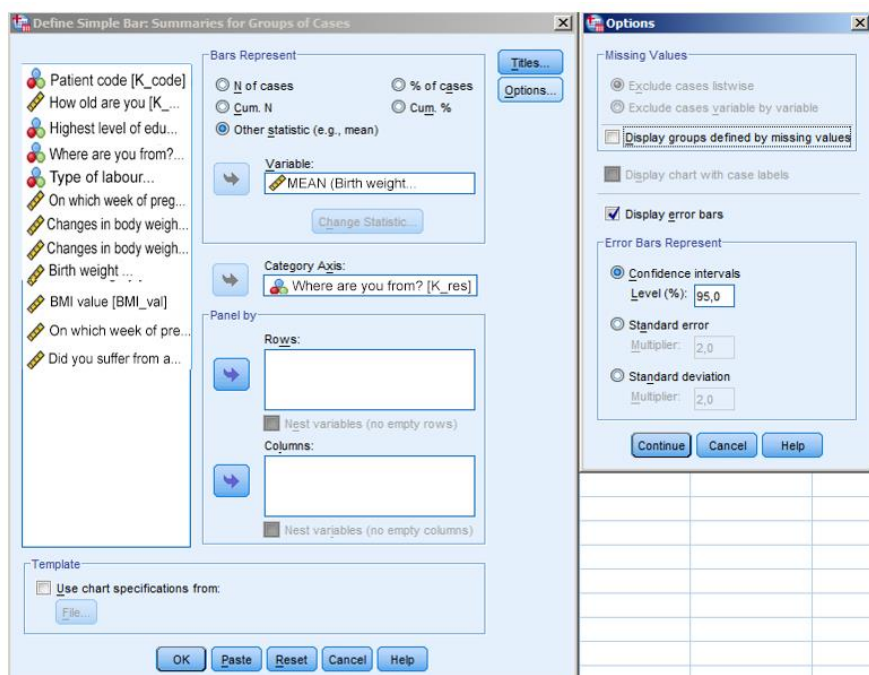 Define Simple Bar: Summaries for Groups of Cases
Patient code [K_code]
How old are you [K_...
Highest level of edu...
Where are you from?...
Type of labour...
On which week of preg...
Changes in body weigh...
Changes in body weigh...
Birth weight ...
BMI value [BMI_val]
On which week of pre...
Did you suffer from a...
Bars Represent
N of cases
% of cases
Cum. N
Cum. %
Other statistic (e.g., mean)
Variable:
MEAN (Birth weight...
Change Statistic...
Category Axis:
Where are you from? [K_res]
Panel by
Rows:
Nest variables (no empty rows)
Columns:
Nest variables (no empty columns)
Titles...
Options...
Template
Use chart specifications from:
File...
OK Paste Reset Cancel Help
Options
Missing Values
Exclude cases listwise
Exclude cases variable by variable
Display groups defined by missing values
Display chart with case labels
Display error bars
Error Bars Represent
Confidence intervals
Level (%): 95,0
Standard error
Multiplier: 2,0
Standard deviation
Multiplier: 2,0
Continue Cancel Help